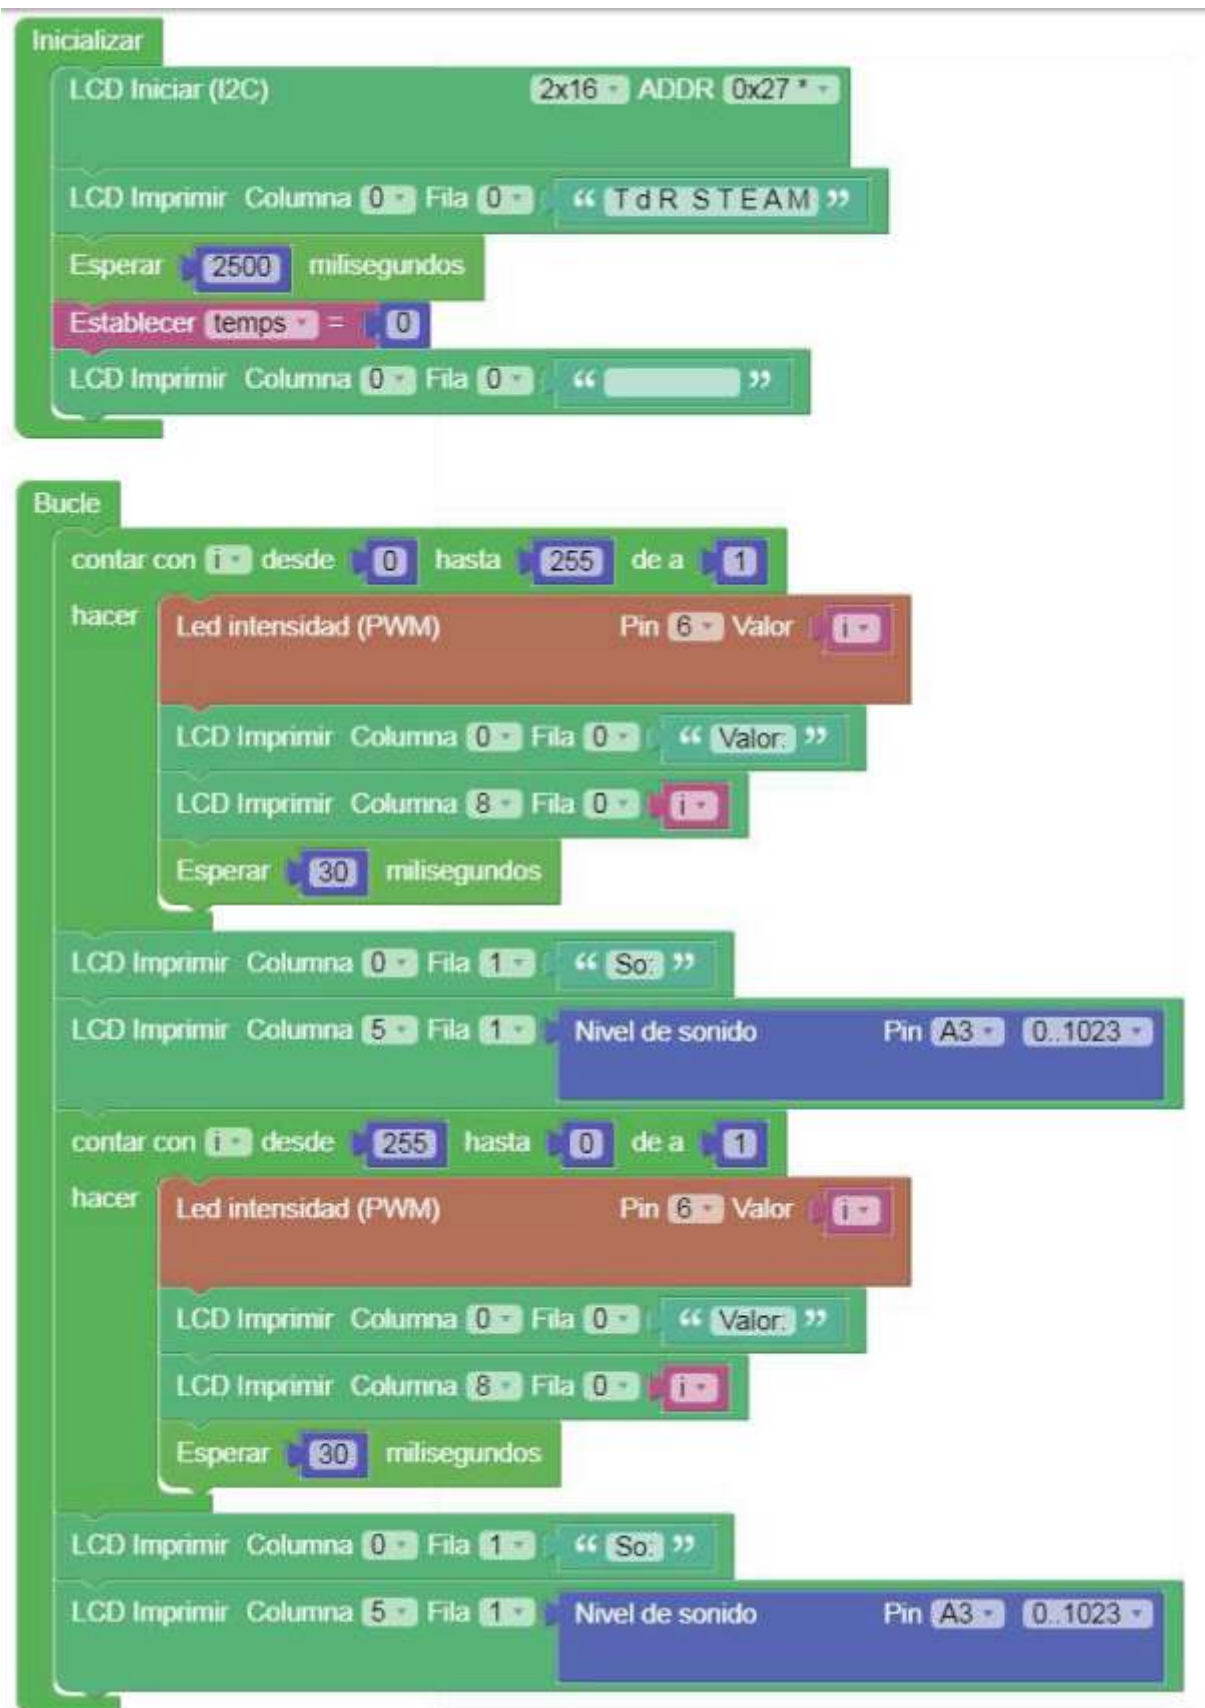 Inicializar
LCD Iniciar (I2C) 2x16 ADDR 0x27 *
LCD Imprimir Columna 0 Fila 0 “ T d R S T E A M ”
Esperar 2500 milisegundos
Establecer temps = 0
LCD Imprimir Columna 0 Fila 0 “ ”
Bucle
contar con i desde 0 hasta 255 de a 1
hacer Led intensidad (PWM) Pin 6 Valor i
LCD Imprimir Columna 0 Fila 0 “ Valor: ”
LCD Imprimir Columna 8 Fila 0 i
Esperar 30 milisegundos
LCD Imprimir Columna 0 Fila 1 “ So: ”
LCD Imprimir Columna 5 Fila 1 Nivel de sonido Pin A3 0..1023
contar con i desde 255 hasta 0 de a 1
hacer Led intensidad (PWM) Pin 6 Valor i
LCD Imprimir Columna 0 Fila 0 “ Valor: ”
LCD Imprimir Columna 8 Fila 0 i
Esperar 30 milisegundos
LCD Imprimir Columna 0 Fila 1 “ So: ”
LCD Imprimir Columna 5 Fila 1 Nivel de sonido Pin A3 0..1023